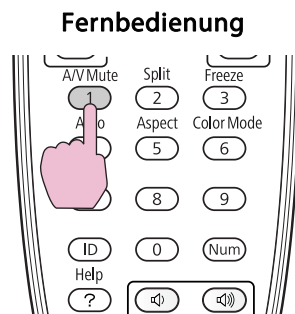 Fernbedienung
A/V Mute Split Freeze
1 2 3
Aspect Color Mode
5 6
8 9
ID 0 Num
Help
?